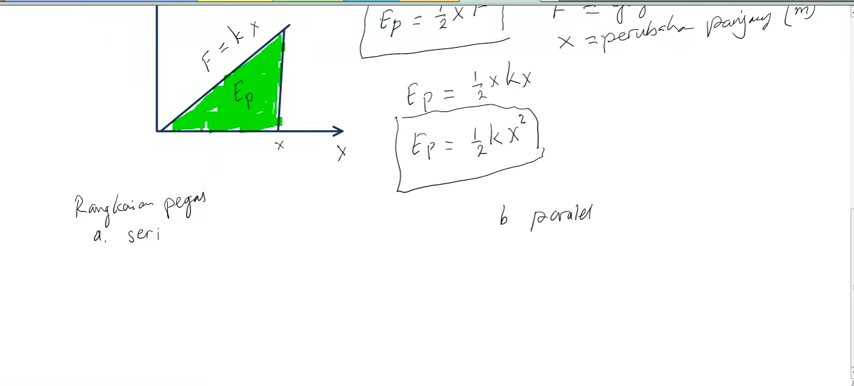 Ep = ½ x F
x = perubahan panjang (m)
F = k x
Ep
x
x
Ep = ½ x kx
Ep = ½ k x²
Rangkaian pegas
a. seri
b paralel